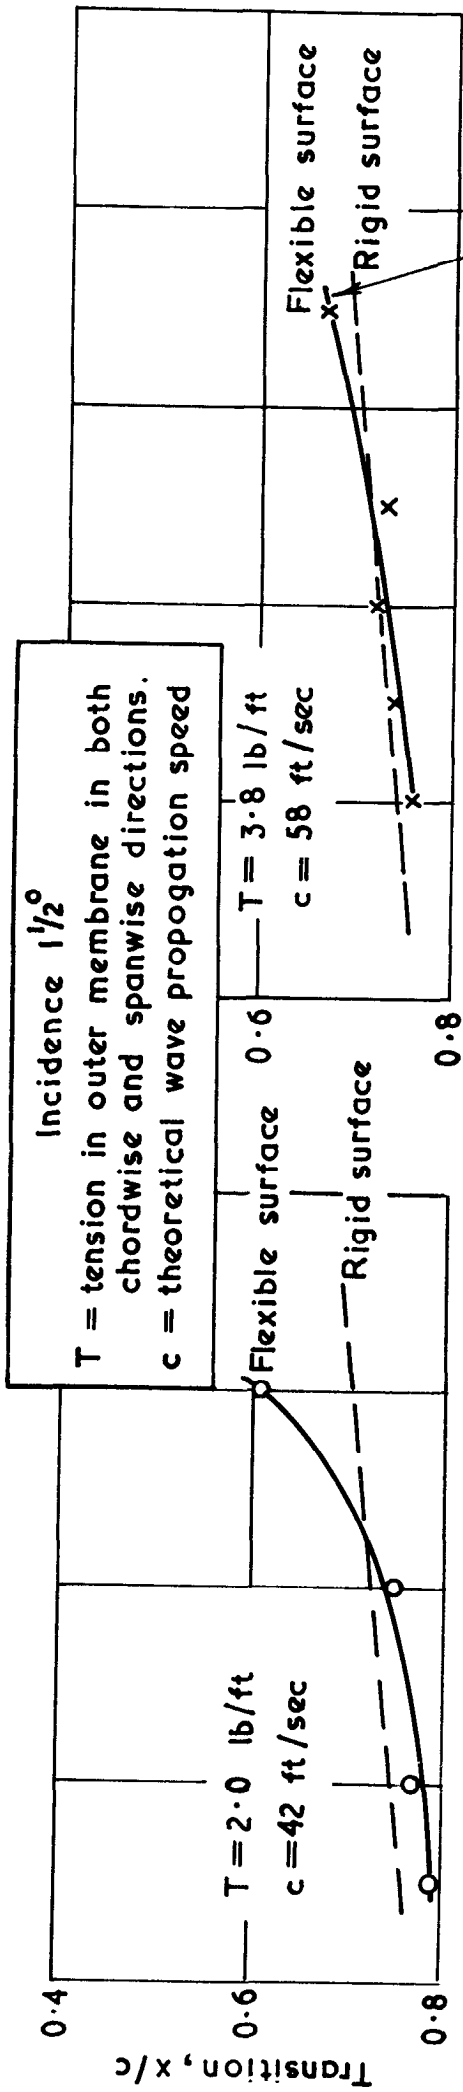 Incidence 1 1/2°
T = tension in outer membrane in both
chordwise and spanwise directions.
c = theoretical wave propogation speed
Transition, x/c
0·4
0·6
0·8
T = 2·0 lb/ft
c = 42 ft/sec
Flexible surface
Rigid surface
0·6
0·8
T = 3·8 lb/ft
c = 58 ft/sec
Flexible surface
Rigid surface